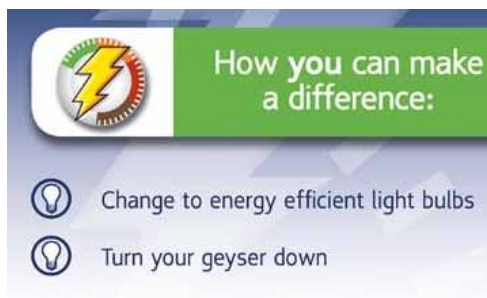 How you can make
a difference:
Change to energy efficient light bulbs
Turn your geyser down